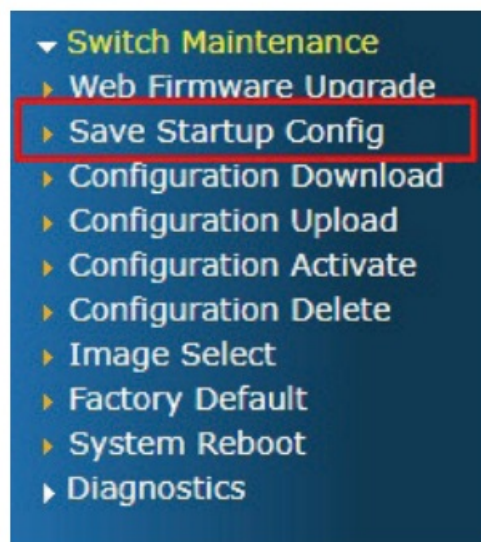 Switch Maintenance
Web Firmware Upgrade
Save Startup Config
Configuration Download
Configuration Upload
Configuration Activate
Configuration Delete
Image Select
Factory Default
System Reboot
Diagnostics